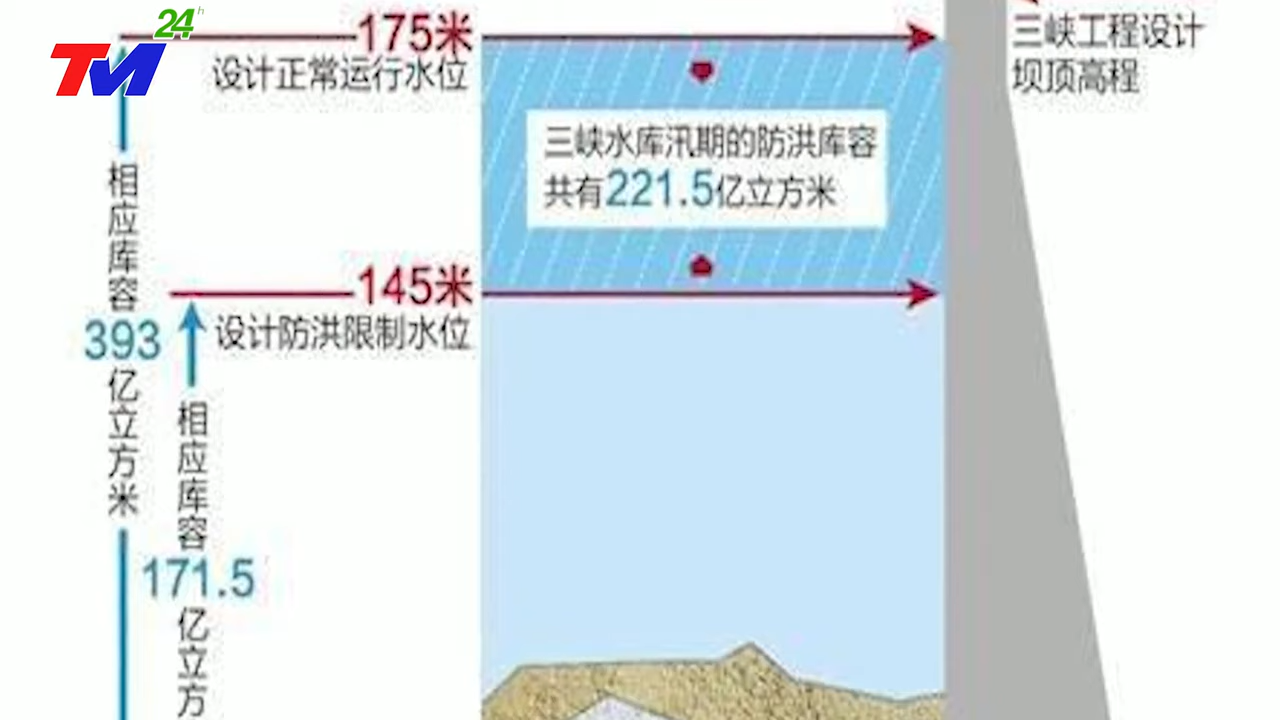 TM24h
175米
设计正常运行水位
三峡工程设计
坝顶高程
三峡水库汛期的防洪库容
共有221.5亿立方米
145米
设计防洪限制水位
相应库容
393
亿立方米
相应库容
171.5
亿立方